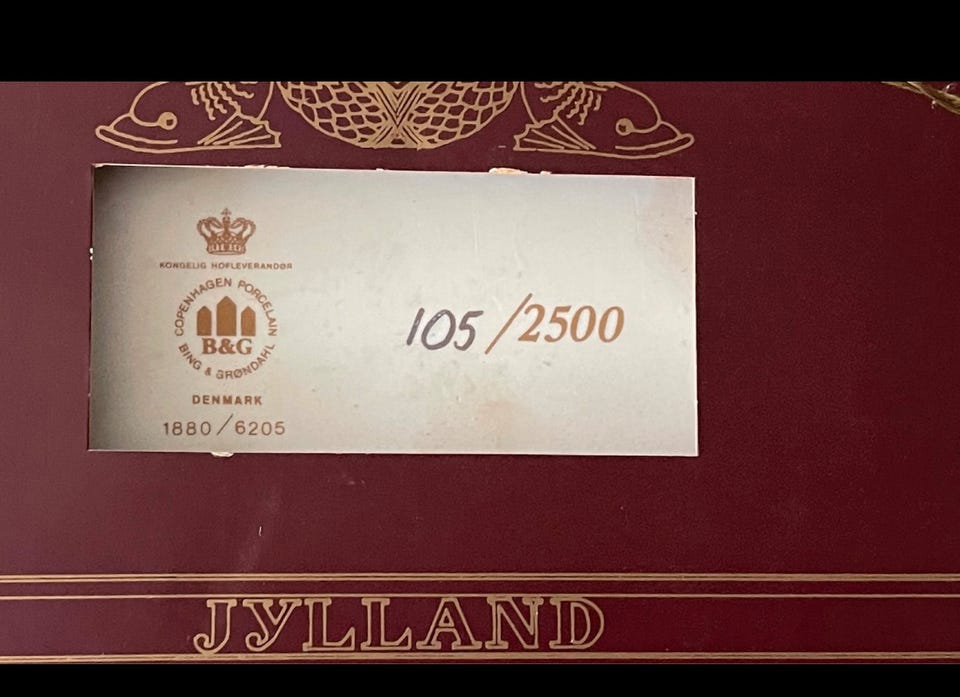 KONGELIG HOFLEVERANDØR
COPENHAGEN PORCELAIN
B&G
BING & GRØNDAHL
DENMARK
1880/6205
105/2500
JYLLAND